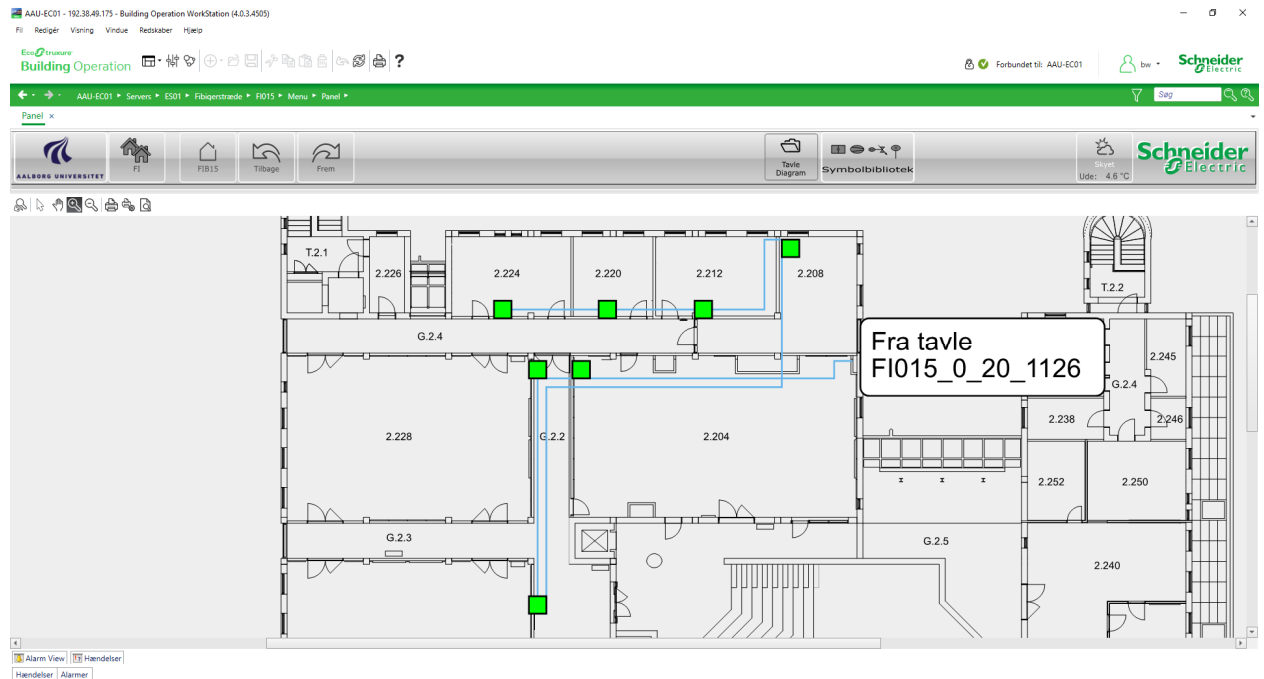 AAU-EC01 - 192.38.49.175 - Building Operation WorkStation (4.0.3.4505)
Fil Redigér Visning Vindue Redskaber Hjælp
EcoStruxure
Building Operation
Forbundet til: AAU-EC01
bw
Schneider Electric
AAU-EC01 Servers ES01 Fibigerstræde FI015 Menu Panel
Søg
Panel ×
AALBORG UNIVERSITET
FI
FIB15
Tilbage
Frem
Tavle Diagram
Symbolbibliotek
Skyet
Ude: 4.6 °C
Schneider Electric
T.2.1
2.226
2.224
2.220
2.212
2.208
T.2.2
G.2.4
Fra tavle
FI015_0_20_1126
2.245
G.2.4
2.238
2.246
2.228
G.2.2
2.204
2.252
2.250
G.2.3
G.2.5
2.240
Alarm View Hændelser
Hændelser Alarmer